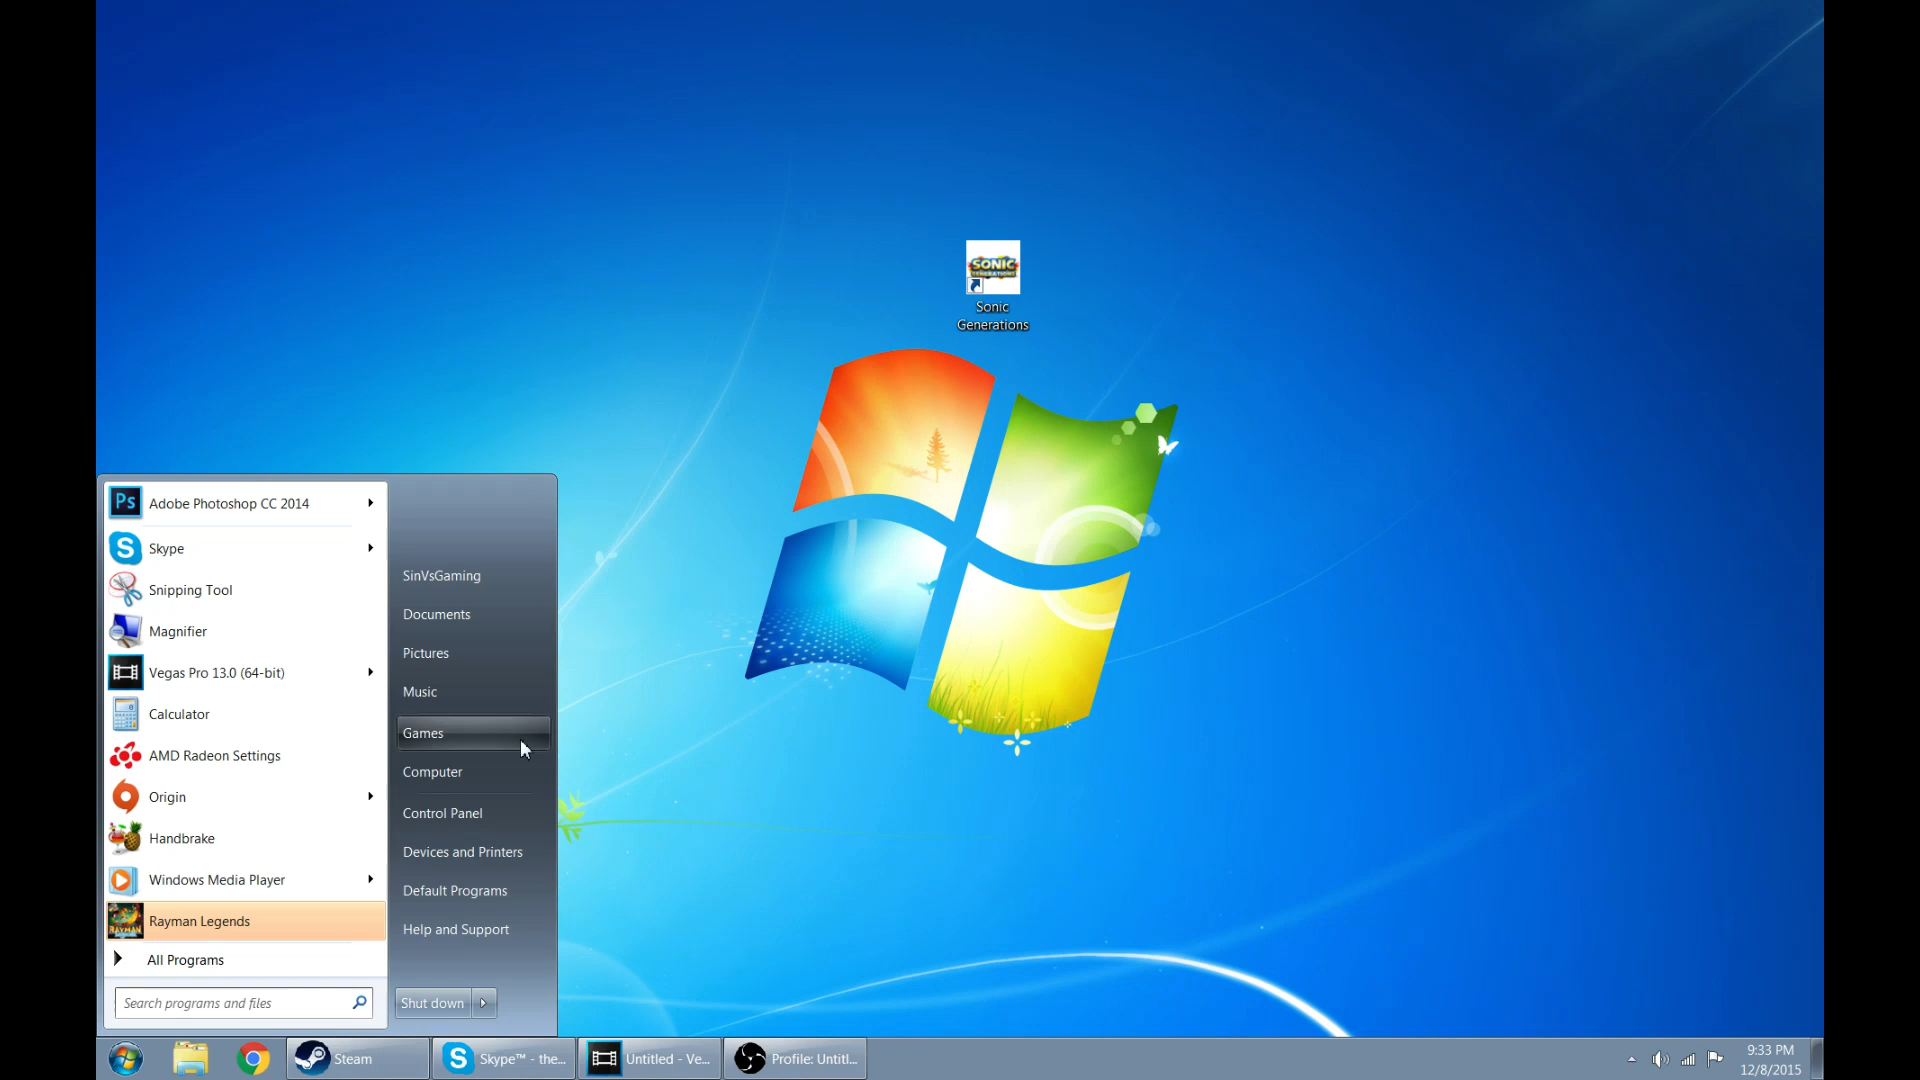 SONIC
GENERATIONS
Sonic
Generations
Ps
Adobe Photoshop CC 2014
Skype
Snipping Tool
Magnifier
Vegas Pro 13.0 (64-bit)
Calculator
AMD Radeon Settings
Origin
Handbrake
Windows Media Player
RAYMAN
Rayman Legends
All Programs
Search programs and files
SinVsGaming
Documents
Pictures
Music
Games
Computer
Control Panel
Devices and Printers
Default Programs
Help and Support
Shut down
Steam
Skype™ - the...
Untitled - Ve...
Profile: Untitl...
9:33 PM
12/8/2015